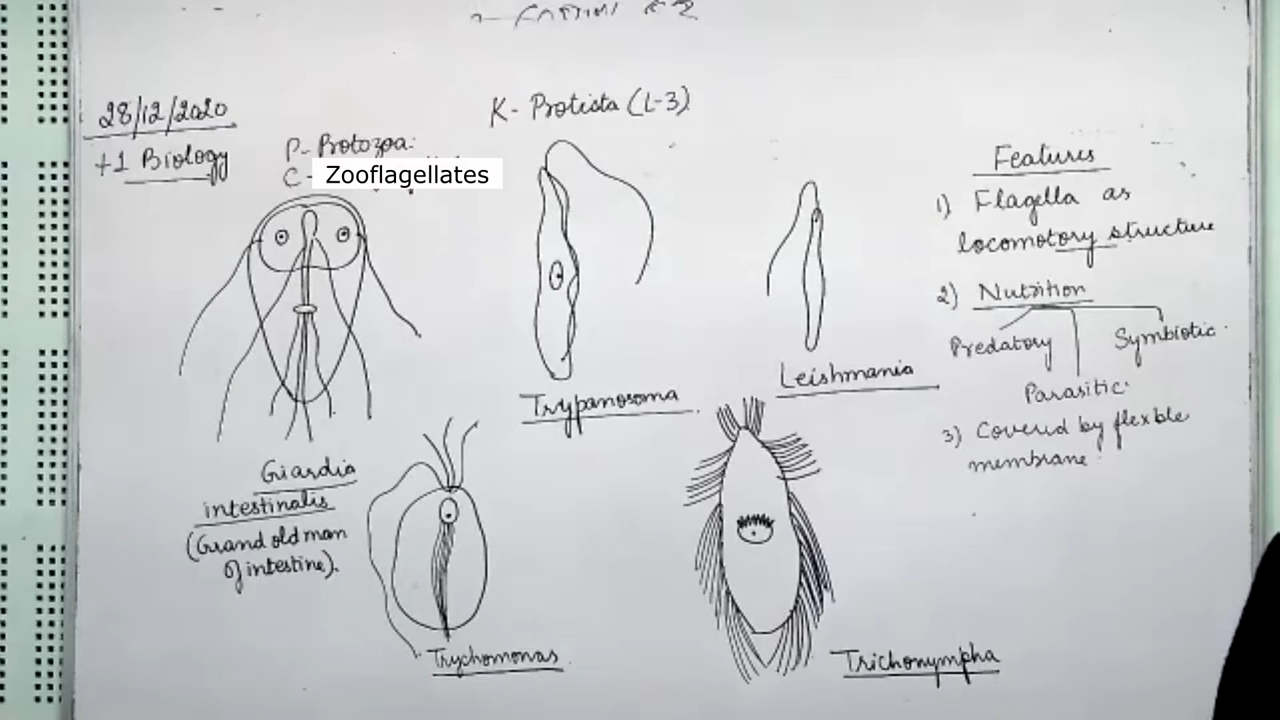 28/12/2020
+1 Biology
K- Protista (L-3)
P- Protozoa:
C- Zooflagellates
Giardia
intestinalis
(Grand old man
of intestine).
Trypanosoma
Leishmania
Trychomonas
Trichonympha
Features
1) Flagella as
locomotory structure
2) Nutrition
Predatory
Symbiotic.
Parasitic.
3) Covered by flexble
membrane.